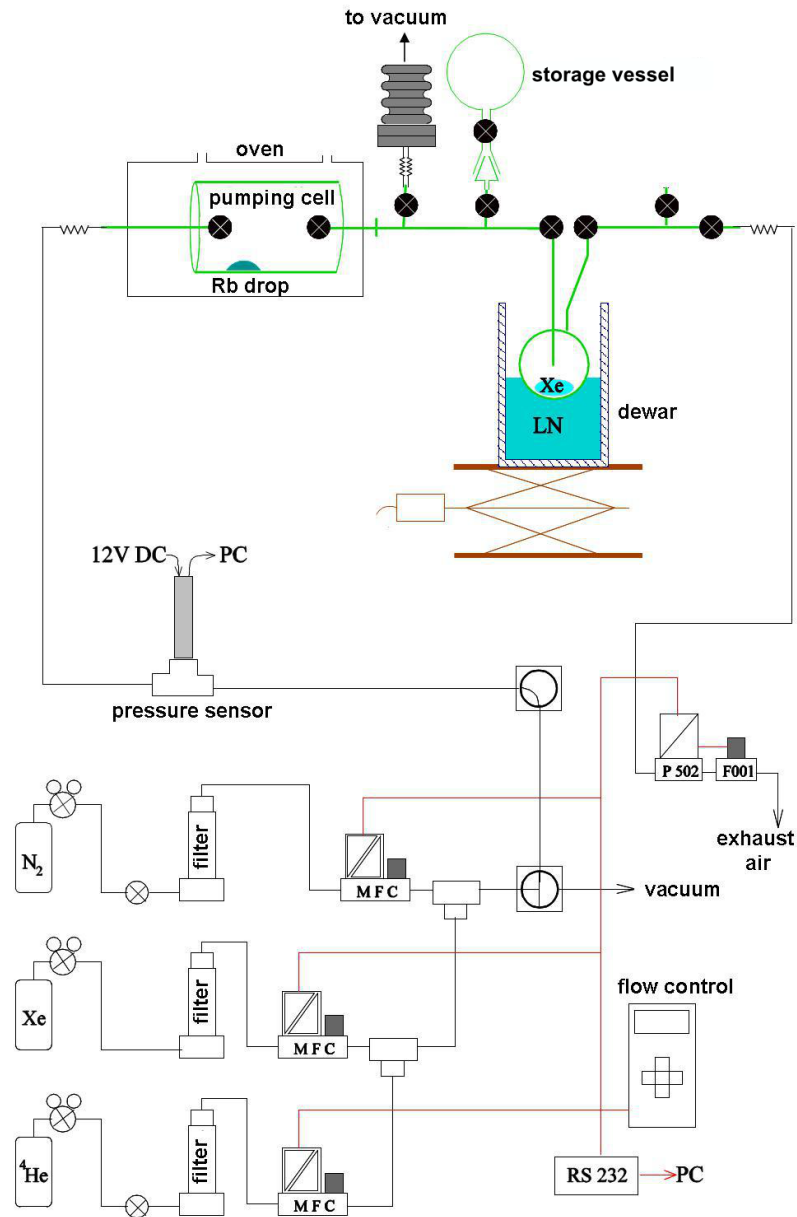 to vacuum
storage vessel
oven
pumping cell
Rb drop
Xe
LN
dewar
12V DC
PC
pressure sensor
P 502
F001
exhaust
air
N2
filter
MFC
vacuum
Xe
filter
MFC
flow control
4He
filter
MFC
RS 232
PC